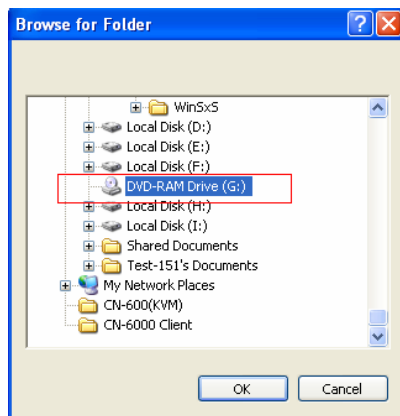 Browse for Folder
WinSxS
Local Disk (D:)
Local Disk (E:)
Local Disk (F:)
DVD-RAM Drive (G:)
Local Disk (H:)
Local Disk (I:)
Shared Documents
Test-151's Documents
My Network Places
CN-600(KVM)
CN-6000 Client
OK Cancel